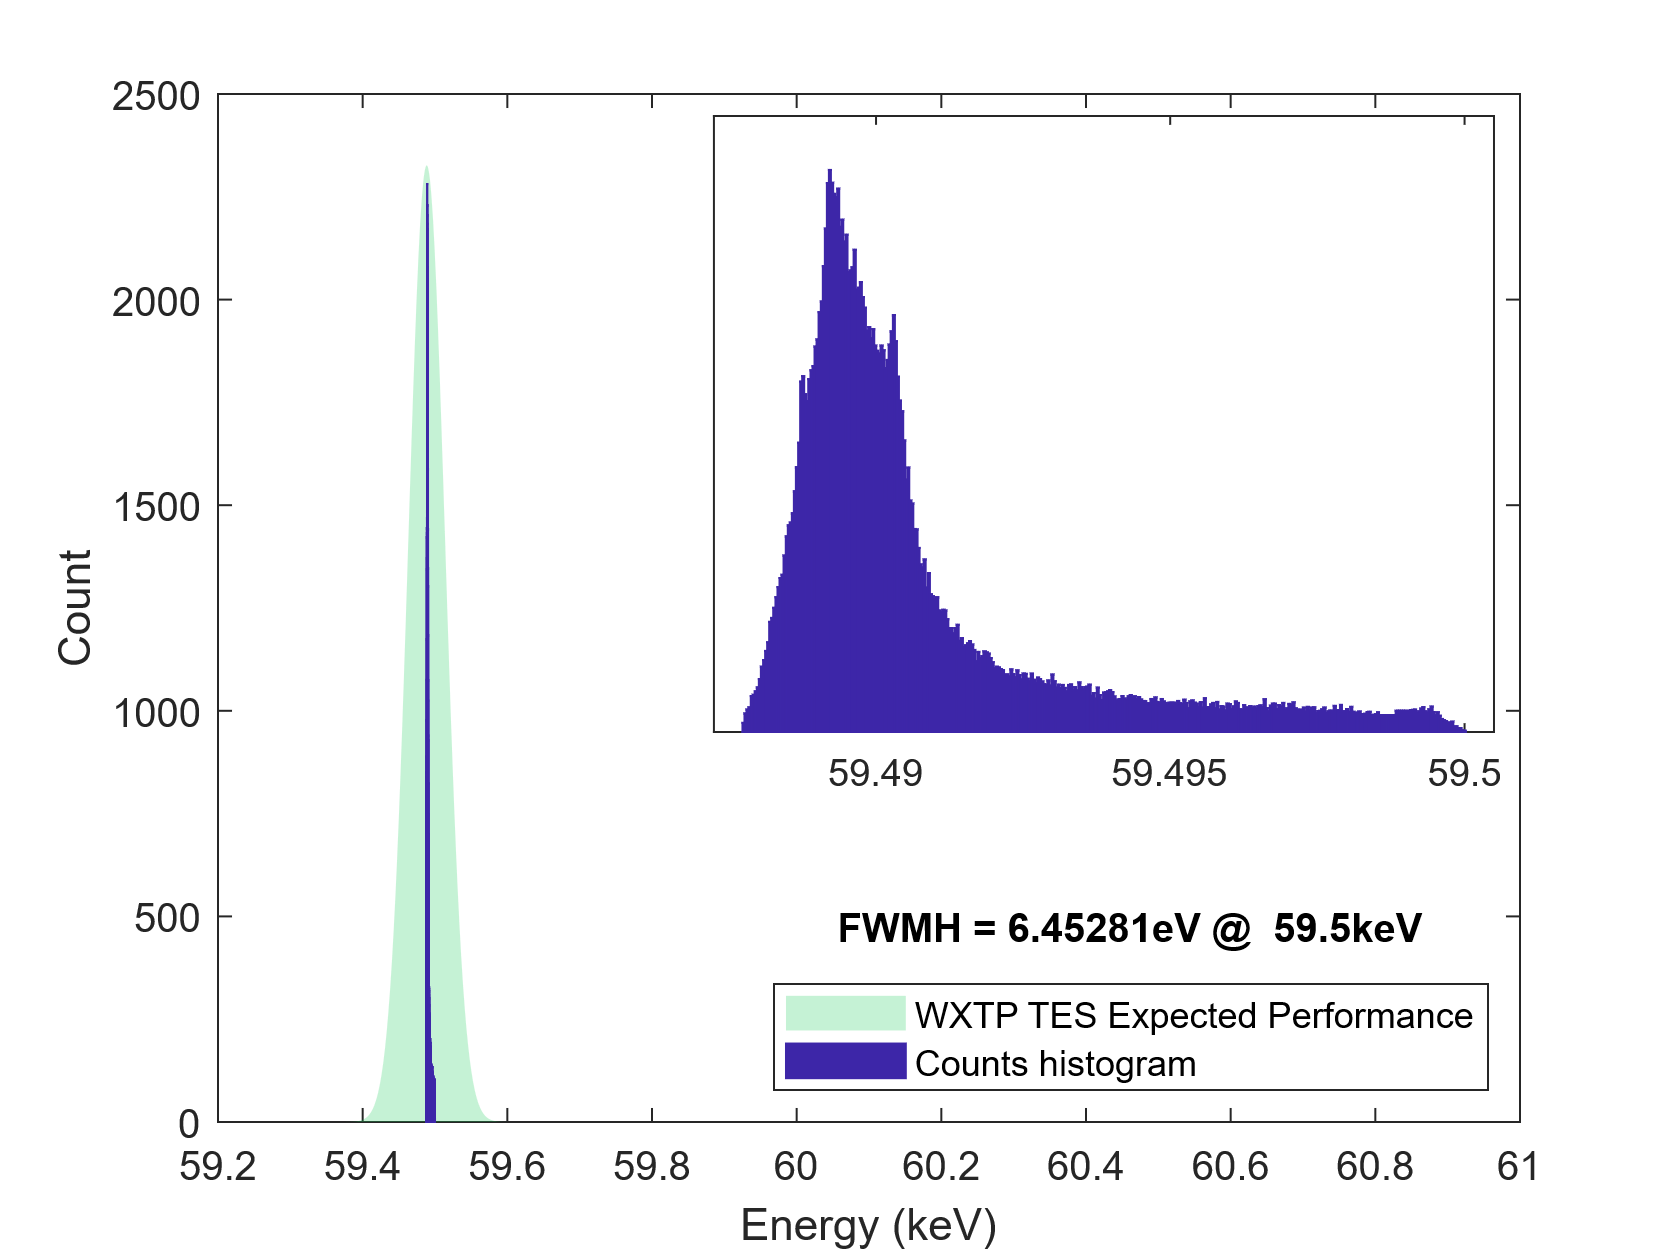 2500
2000
1500
1000
500
0
Count
59.49 59.495 59.5
FWMH = 6.45281eV @  59.5keV
WXTP TES Expected Performance
Counts histogram
59.2 59.4 59.6 59.8 60 60.2 60.4 60.6 60.8 61
Energy (keV)